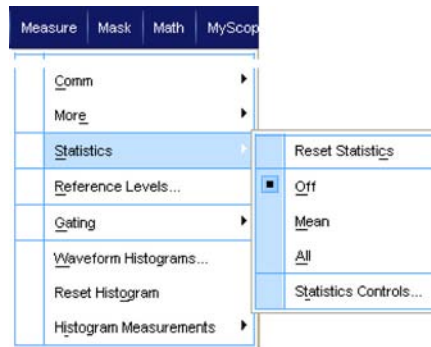 Measure Mask Math MyScop
Comm
More
Statistics
Reference Levels...
Gating
Waveform Histograms...
Reset Histogram
Histogram Measurements
Reset Statistics
Off
Mean
All
Statistics Controls...